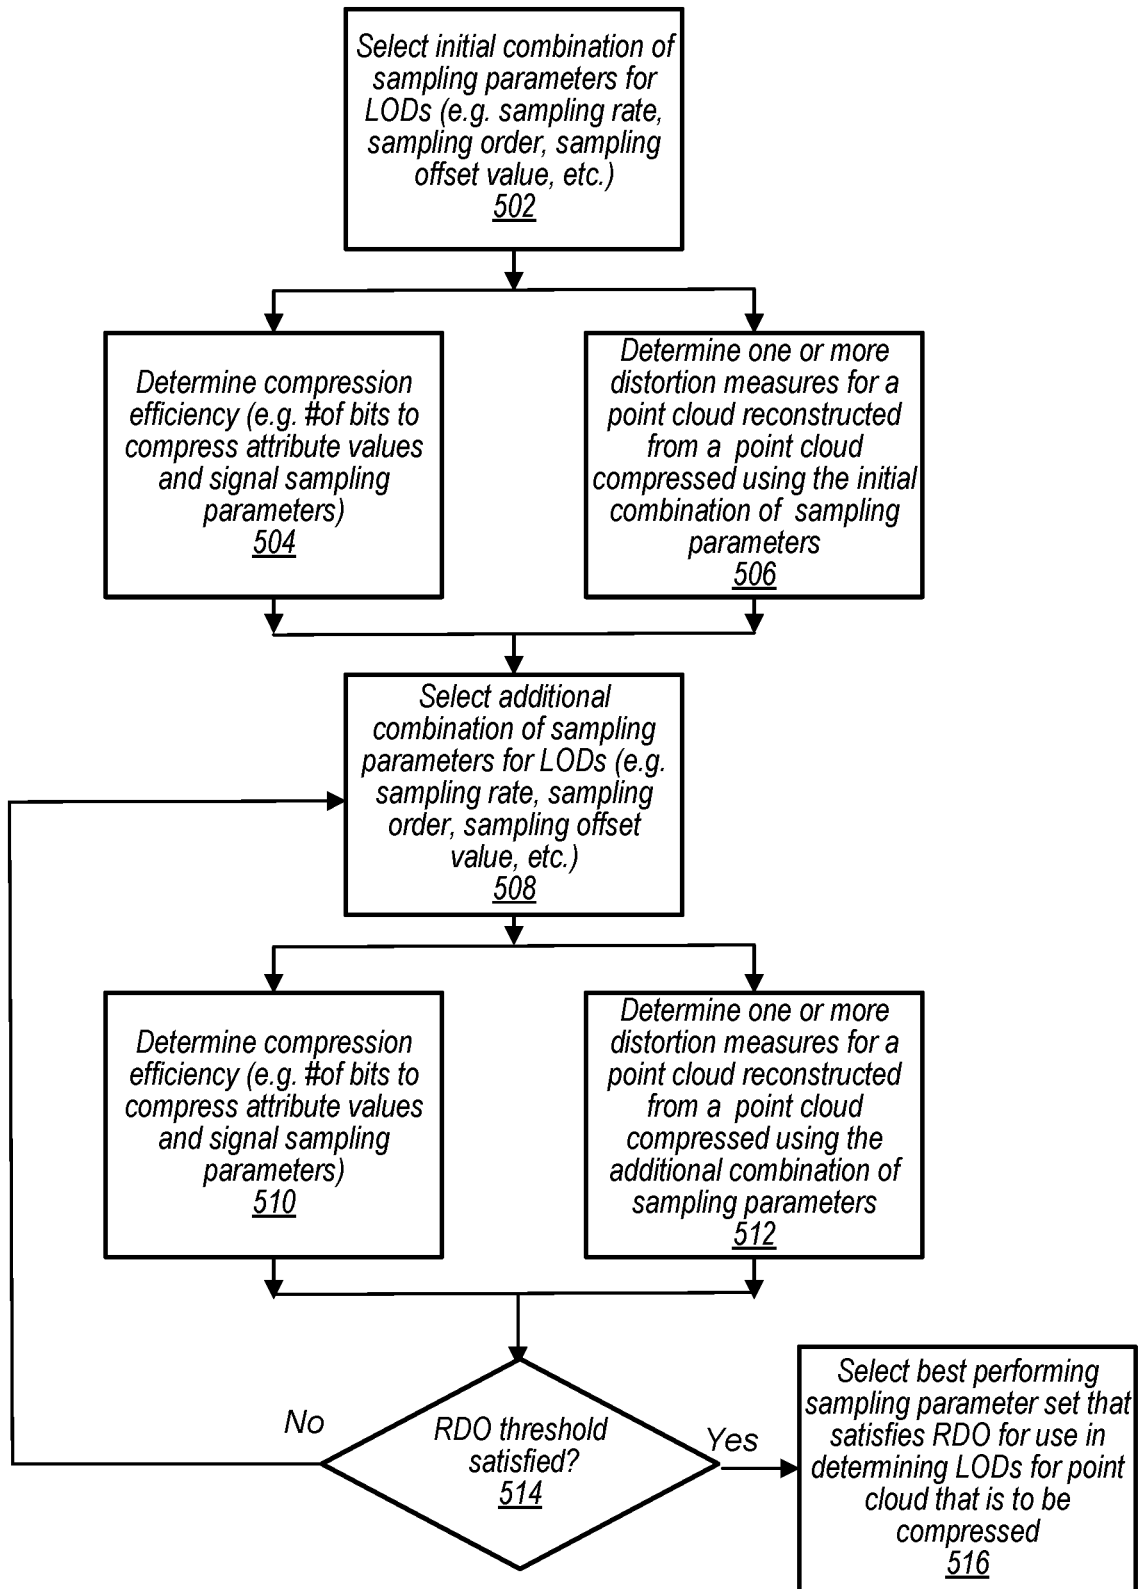 Select initial combination of
sampling parameters for
LODs (e.g. sampling rate,
sampling order, sampling
offset value, etc.)
502
Determine compression
efficiency (e.g. #of bits to
compress attribute values
and signal sampling
parameters)
504
Determine one or more
distortion measures for a
point cloud reconstructed
from a point cloud
compressed using the initial
combination of sampling
parameters
506
Select additional
combination of sampling
parameters for LODs (e.g.
sampling rate, sampling
order, sampling offset
value, etc.)
508
Determine compression
efficiency (e.g. #of bits to
compress attribute values
and signal sampling
parameters)
510
Determine one or more
distortion measures for a
point cloud reconstructed
from a point cloud
compressed using the
additional combination of
sampling parameters
512
No
RDO threshold
satisfied?
514
Yes
Select best performing
sampling parameter set that
satisfies RDO for use in
determining LODs for point
cloud that is to be
compressed
516